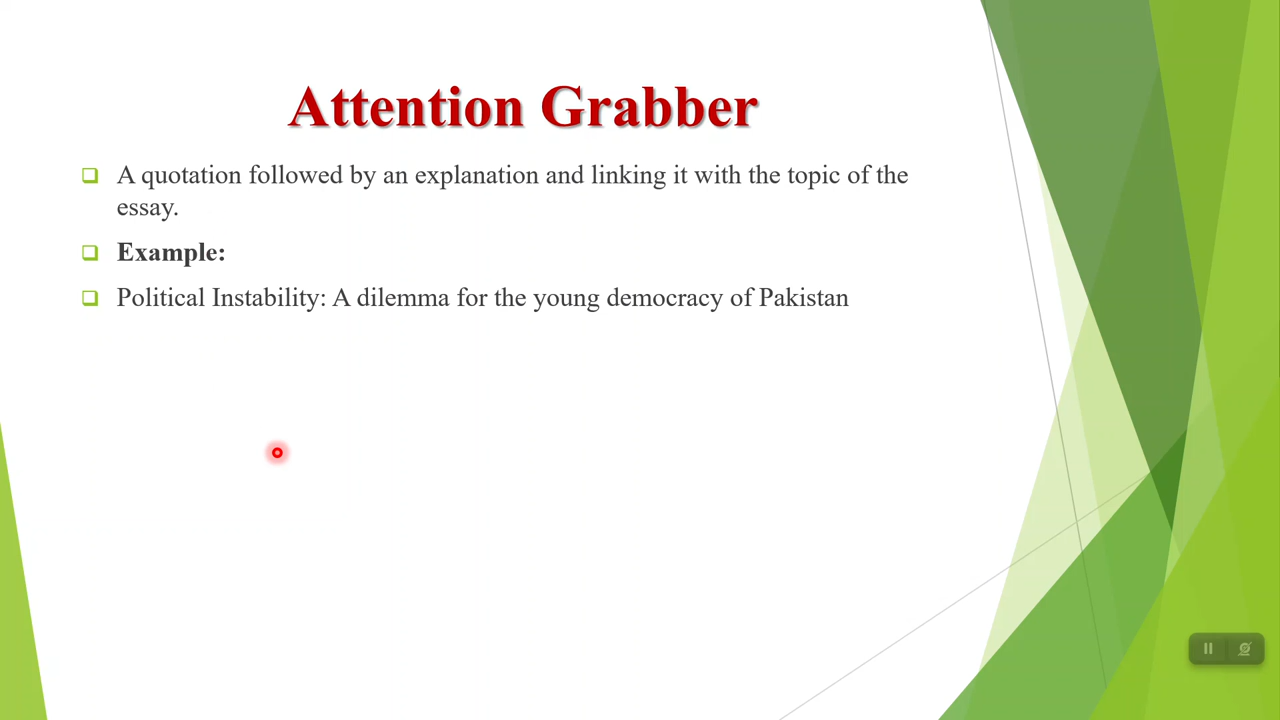 Attention Grabber
A quotation followed by an explanation and linking it with the topic of the
essay.
Example:
Political Instability: A dilemma for the young democracy of Pakistan